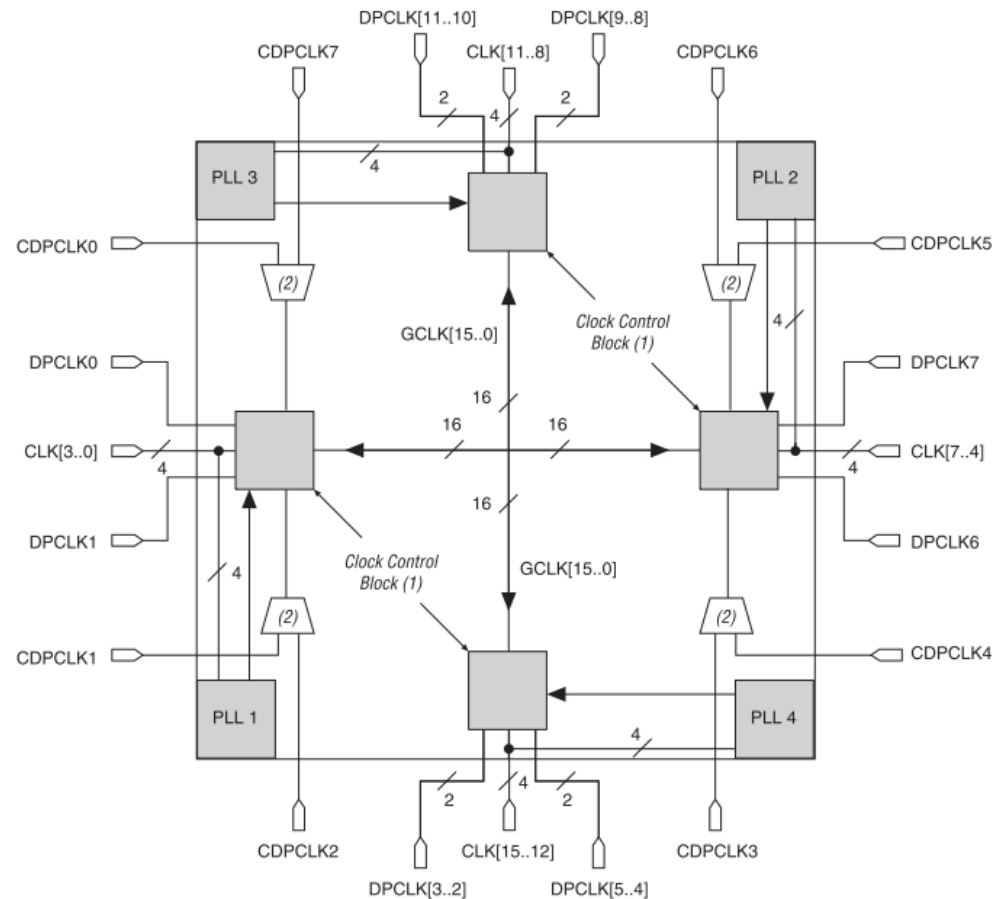 DPCLK[11..10]
DPCLK[9..8]
CDPCLK7
CLK[11..8]
CDPCLK6
2
4
2
4
PLL 3
PLL 2
CDPCLK0
CDPCLK5
(2)
(2)
4
Clock Control
Block (1)
GCLK[15..0]
DPCLK0
DPCLK7
16
16
16
CLK[3..0]
4
CLK[7..4]
4
16
DPCLK1
DPCLK6
Clock Control
Block (1)
4
GCLK[15..0]
(2)
(2)
CDPCLK1
CDPCLK4
PLL 1
PLL 4
4
2
4
2
CDPCLK2
CLK[15..12]
CDPCLK3
DPCLK[3..2]
DPCLK[5..4]